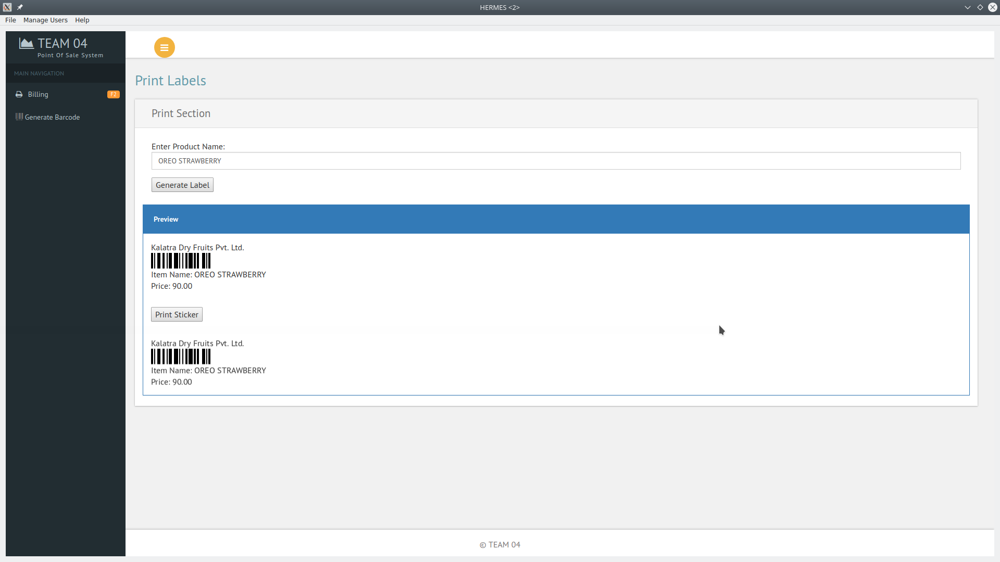 HERMES <2>
File Manage Users Help
TEAM 04
Point Of Sale System
MAIN NAVIGATION
Billing F2
Generate Barcode
Print Labels
Print Section
Enter Product Name:
OREO STRAWBERRY
Generate Label
Preview
Kalatra Dry Fruits Pvt. Ltd.
Item Name: OREO STRAWBERRY
Price: 90.00
Print Sticker
Kalatra Dry Fruits Pvt. Ltd.
Item Name: OREO STRAWBERRY
Price: 90.00
© TEAM 04